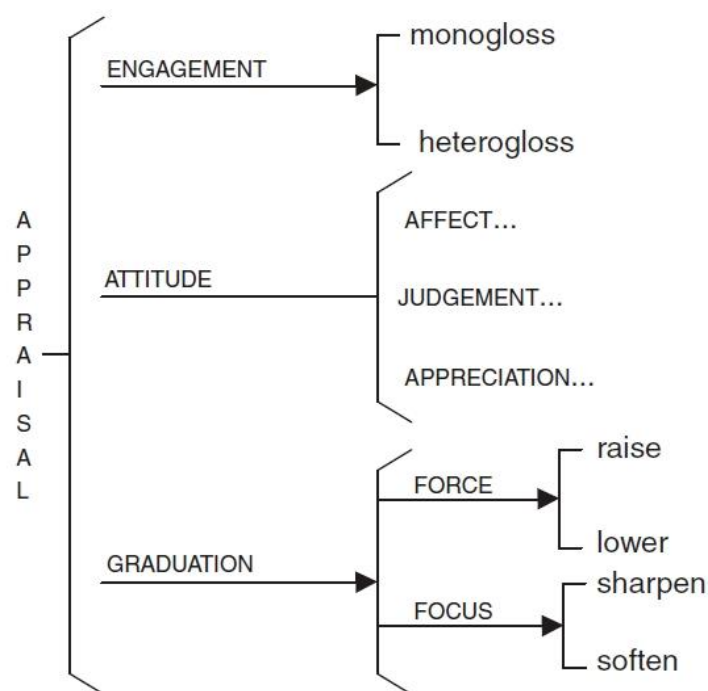 APPRAISAL
ENGAGEMENT
monogloss
heterogloss
ATTITUDE
AFFECT...
JUDGEMENT...
APPRECIATION...
GRADUATION
FORCE
raise
lower
FOCUS
sharpen
soften